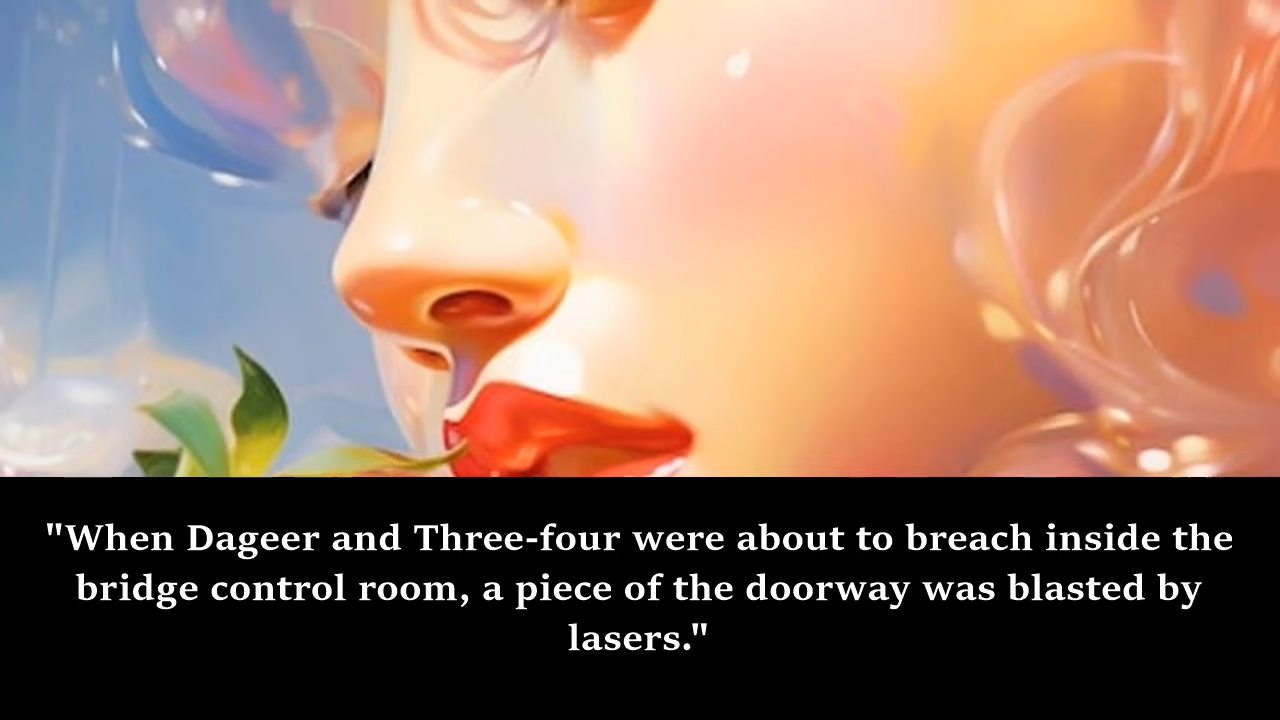 "When Dageer and Three-four were about to breach inside the
bridge control room, a piece of the doorway was blasted by
lasers."